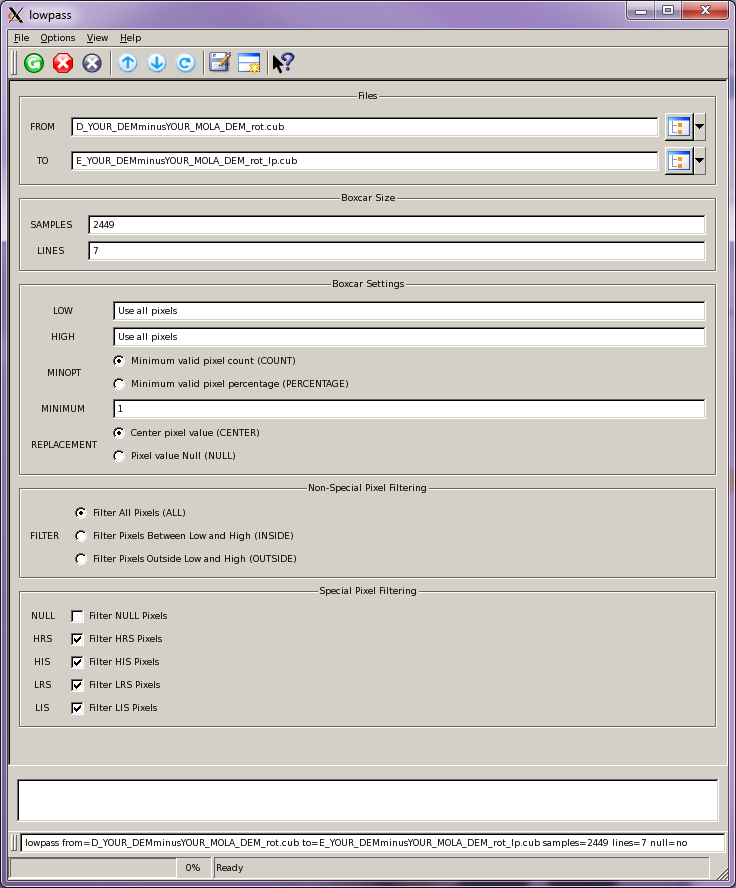 lowpass
File Options View Help
G
Files
FROM D_YOUR_DEMminusYOUR_MOLA_DEM_rot.cub
TO E_YOUR_DEMminusYOUR_MOLA_DEM_rot_lp.cub
Boxcar Size
SAMPLES 2449
LINES 7
Boxcar Settings
LOW Use all pixels
HIGH Use all pixels
MINOPT
Minimum valid pixel count (COUNT)
Minimum valid pixel percentage (PERCENTAGE)
MINIMUM 1
REPLACEMENT
Center pixel value (CENTER)
Pixel value Null (NULL)
Non-Special Pixel Filtering
Filter All Pixels (ALL)
FILTER Filter Pixels Between Low and High (INSIDE)
Filter Pixels Outside Low and High (OUTSIDE)
Special Pixel Filtering
NULL Filter NULL Pixels
HRS Filter HRS Pixels
HIS Filter HIS Pixels
LRS Filter LRS Pixels
LIS Filter LIS Pixels
lowpass from=D_YOUR_DEMminusYOUR_MOLA_DEM_rot.cub to=E_YOUR_DEMminusYOUR_MOLA_DEM_rot_lp.cub samples=2449 lines=7 null=no
0% Ready